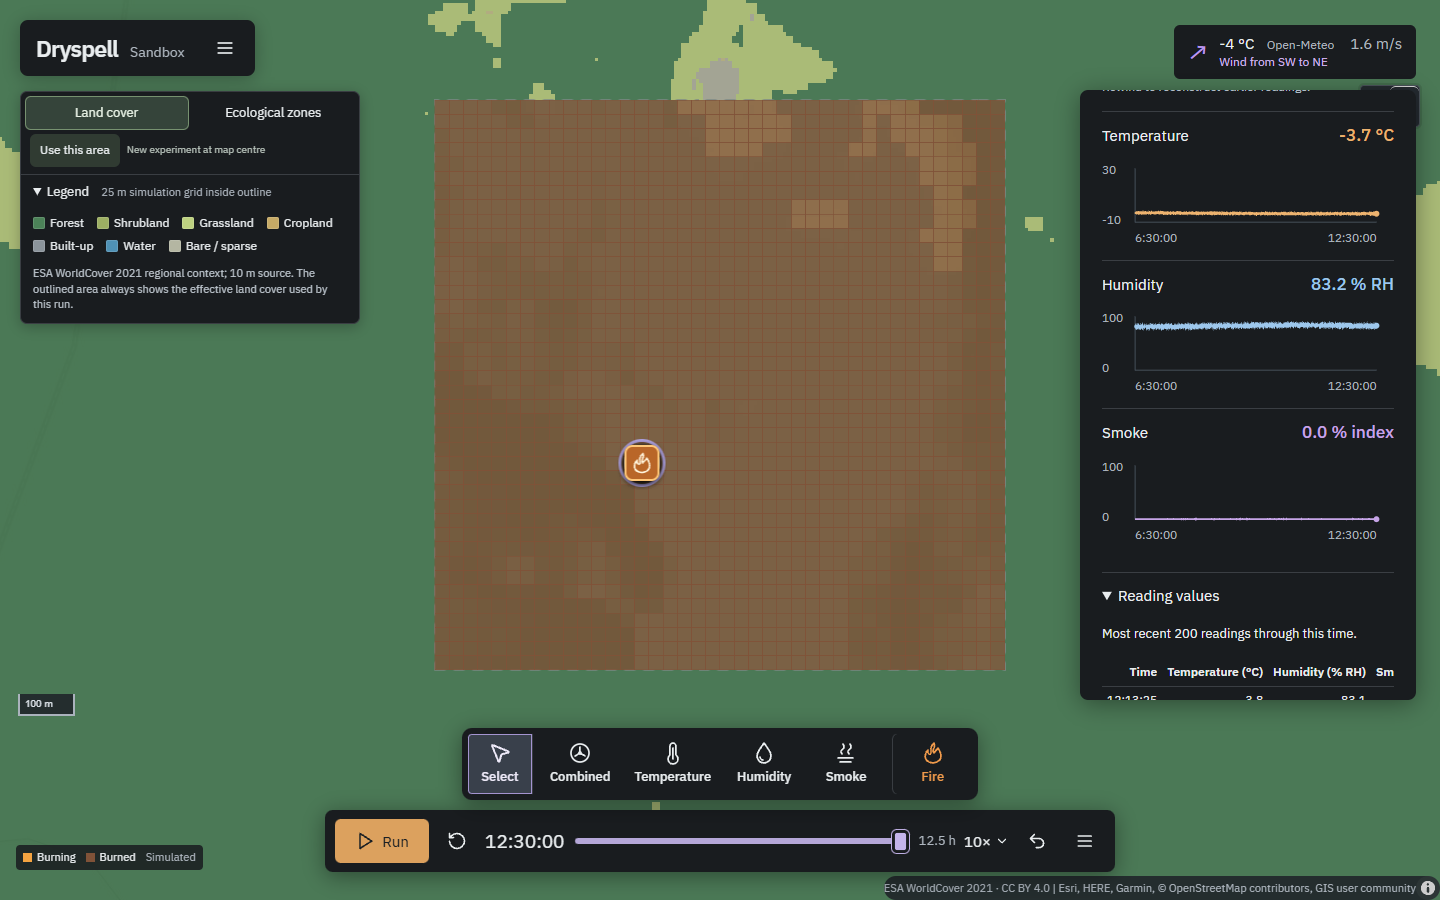 Dryspell Sandbox
-4 °C Open-Meteo 1.6 m/s
Wind from SW to NE
Land cover Ecological zones
Use this area New experiment at map centre
Legend 25 m simulation grid inside outline
Forest Shrubland Grassland Cropland
Built-up Water Bare / sparse
ESA WorldCover 2021 regional context; 10 m source. The
outlined area always shows the effective land cover used by
this run.
Temperature -3.7 °C
30
-10
6:30:00 12:30:00
Humidity 83.2 % RH
100
0
6:30:00 12:30:00
Smoke 0.0 % index
100
0
6:30:00 12:30:00
Reading values
Most recent 200 readings through this time.
Time Temperature (°C) Humidity (% RH) Sm
100 m
Select Combined Temperature Humidity Smoke Fire
Run 12:30:00 12.5 h 10×
Burning Burned Simulated
ESA WorldCover 2021 · CC BY 4.0 | Esri, HERE, Garmin, © OpenStreetMap contributors, GIS user community